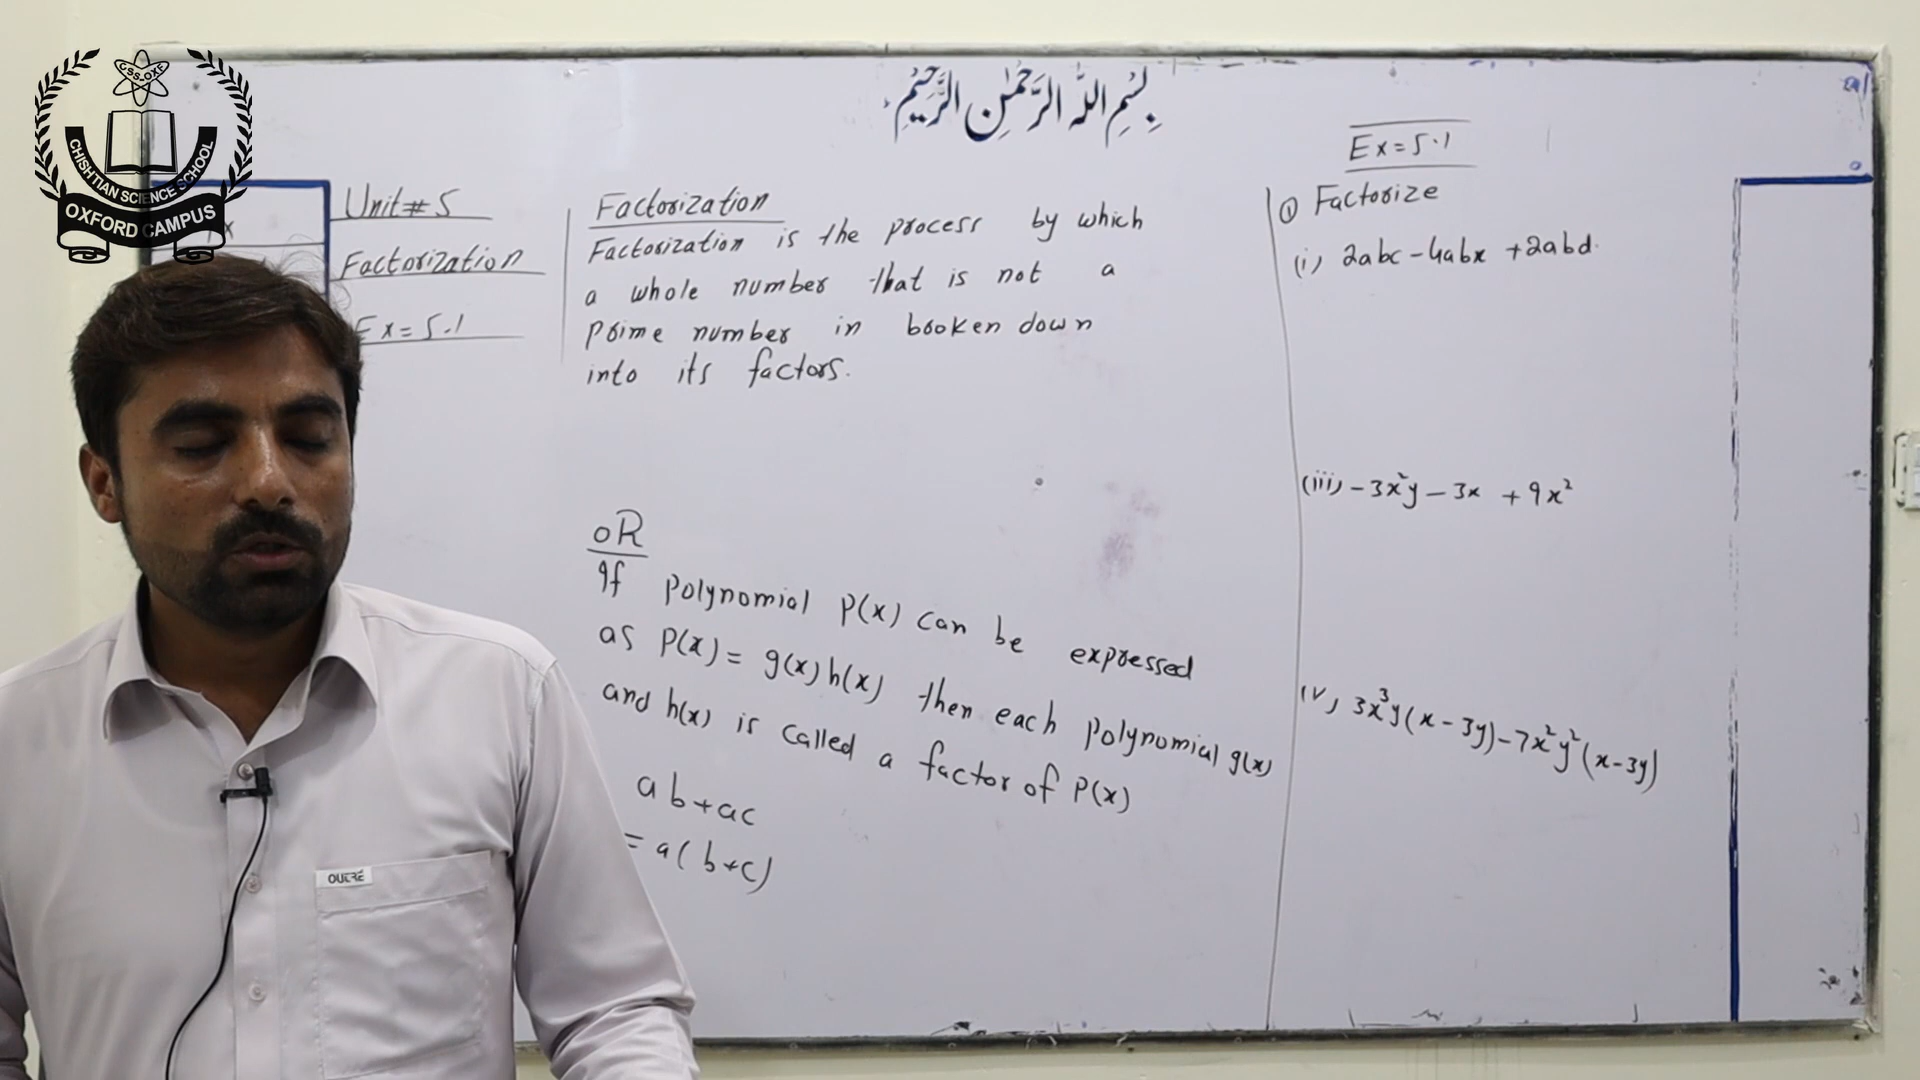 CSS-OXF
CHISHTIAN SCIENCE SCHOOL
OXFORD CAMPUS
بِسْمِ اللّٰهِ الرَّحْمٰنِ الرَّحِيْمِ
Unit # 5
Factorization
Ex = 5.1
Factorization
Factorization is the process by which
a whole number that is not a
prime number in brokendown
into its factors.
OR
If polynomial P(x) can be expressed
as P(x) = g(x) h(x) then each polynomial g(x)
and h(x) is called a factor of P(x)
ab+ac
= a(b+c)
Ex = 5.1
① Factorize
(i) 2abc - 4abx + 2abd.
(iii) - 3x²y - 3x + 9x²
(v) 3x³y(x - 3y) - 7x²y²(x - 3y)
OUTRÉ